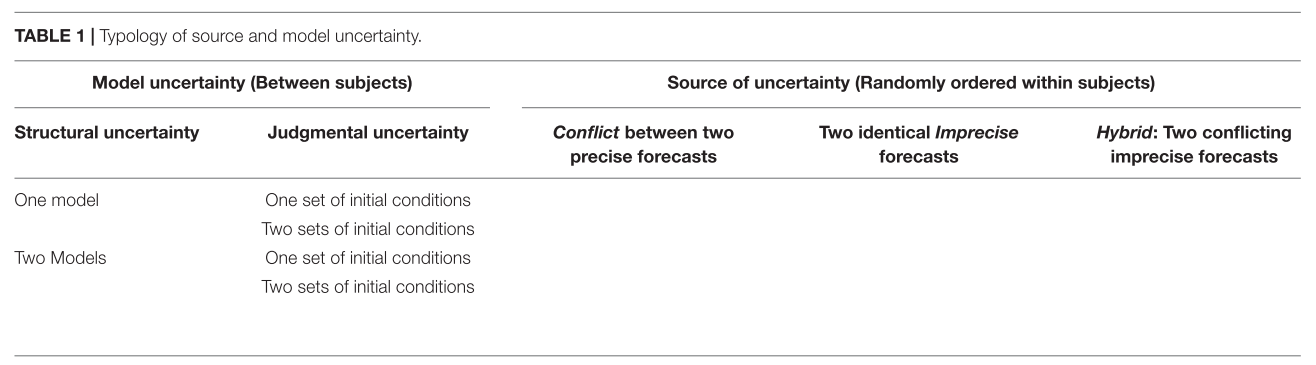 TABLE 1 | Typology of source and model uncertainty.
Model uncertainty (Between subjects) Source of uncertainty (Randomly ordered within subjects)
Structural uncertainty Judgmental uncertainty Conflict between two precise forecasts Two identical Imprecise forecasts Hybrid: Two conflicting imprecise forecasts
One model One set of initial conditions
Two sets of initial conditions
Two Models One set of initial conditions
Two sets of initial conditions